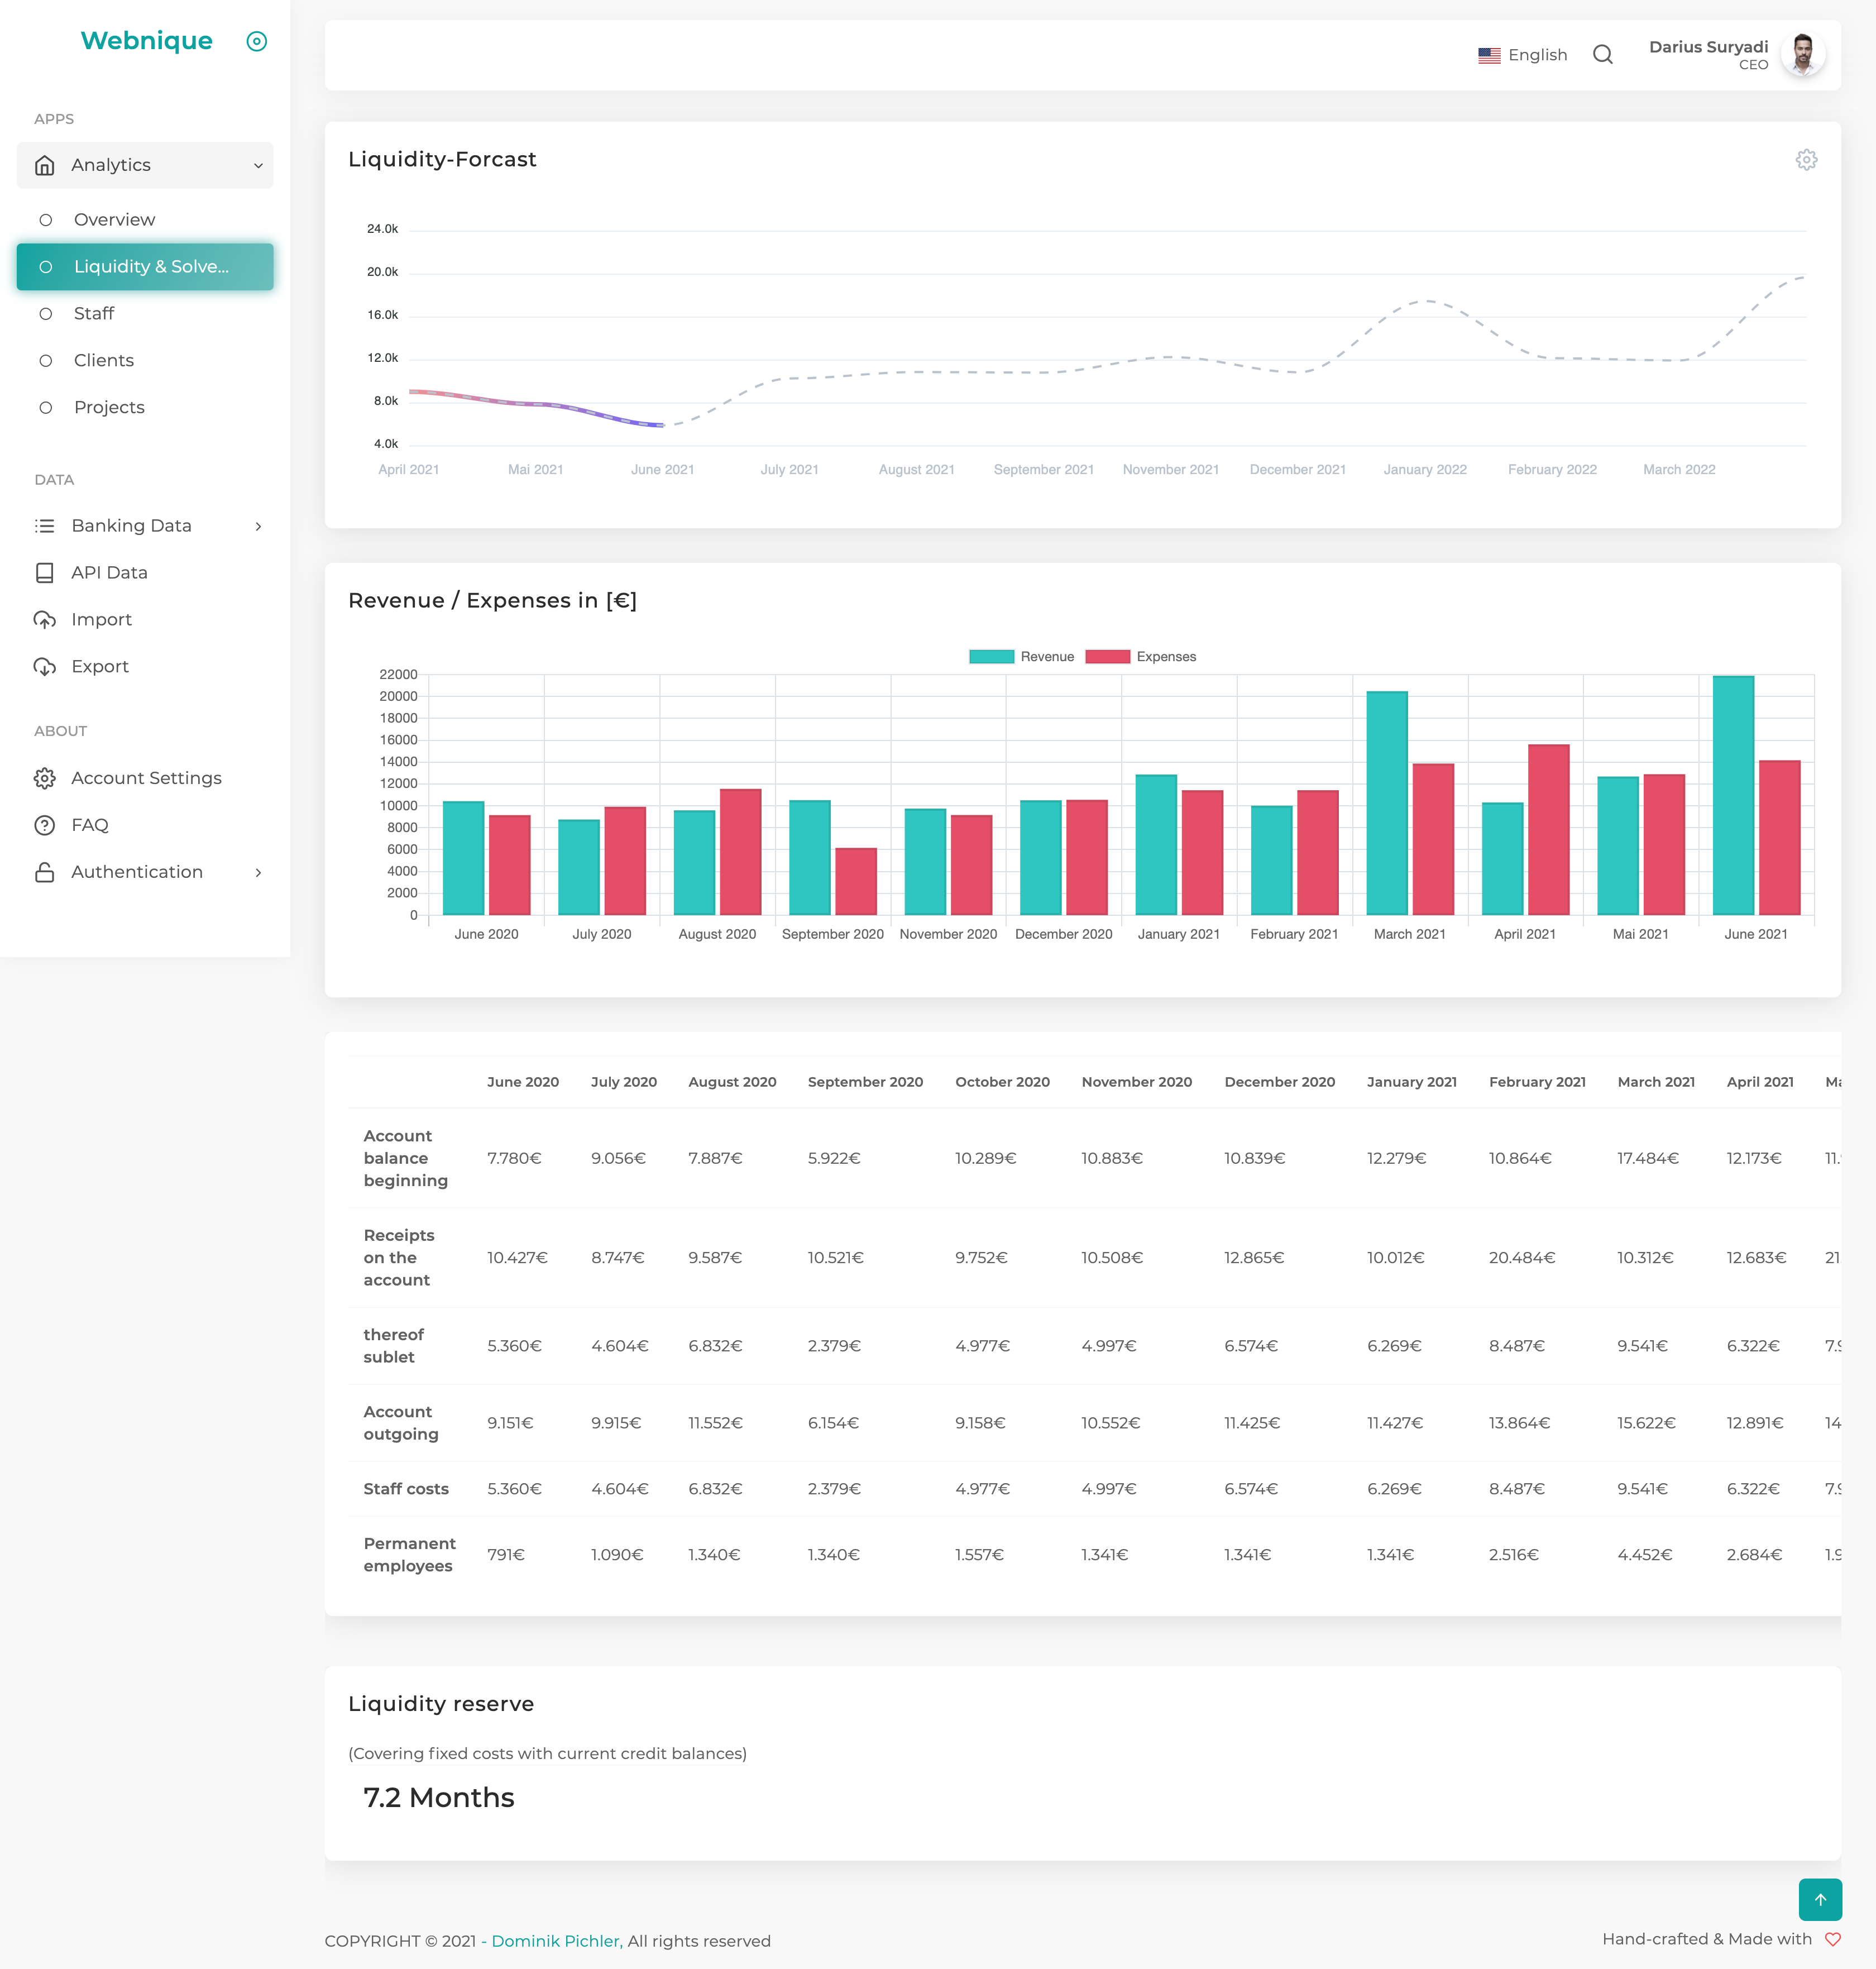 Webnique
APPS
Analytics
Overview
Liquidity & Solve...
Staff
Clients
Projects
DATA
Banking Data
API Data
Import
Export
ABOUT
Account Settings
FAQ
Authentication
English
Darius Suryadi
CEO
Liquidity-Forcast
24.0k
20.0k
16.0k
12.0k
8.0k
4.0k
April 2021 Mai 2021 June 2021 July 2021 August 2021 September 2021 November 2021 December 2021 January 2022 February 2022 March 2022
Revenue / Expenses in [€]
Revenue Expenses
22000
20000
18000
16000
14000
12000
10000
8000
6000
4000
2000
0
June 2020 July 2020 August 2020 September 2020 November 2020 December 2020 January 2021 February 2021 March 2021 April 2021 Mai 2021 June 2021
June 2020 July 2020 August 2020 September 2020 October 2020 November 2020 December 2020 January 2021 February 2021 March 2021 April 2021
Account
balance
beginning
7.780€ 9.056€ 7.887€ 5.922€ 10.289€ 10.883€ 10.839€ 12.279€ 10.864€ 17.484€ 12.173€
Receipts
on the
account
10.427€ 8.747€ 9.587€ 10.521€ 9.752€ 10.508€ 12.865€ 10.012€ 20.484€ 10.312€ 12.683€
thereof
sublet
5.360€ 4.604€ 6.832€ 2.379€ 4.977€ 4.997€ 6.574€ 6.269€ 8.487€ 9.541€ 6.322€
Account
outgoing
9.151€ 9.915€ 11.552€ 6.154€ 9.158€ 10.552€ 11.425€ 11.427€ 13.864€ 15.622€ 12.891€
Staff costs
5.360€ 4.604€ 6.832€ 2.379€ 4.977€ 4.997€ 6.574€ 6.269€ 8.487€ 9.541€ 6.322€
Permanent
employees
791€ 1.090€ 1.340€ 1.340€ 1.557€ 1.341€ 1.341€ 1.341€ 2.516€ 4.452€ 2.684€
Liquidity reserve
(Covering fixed costs with current credit balances)
7.2 Months
COPYRIGHT © 2021 - Dominik Pichler, All rights reserved
Hand-crafted & Made with